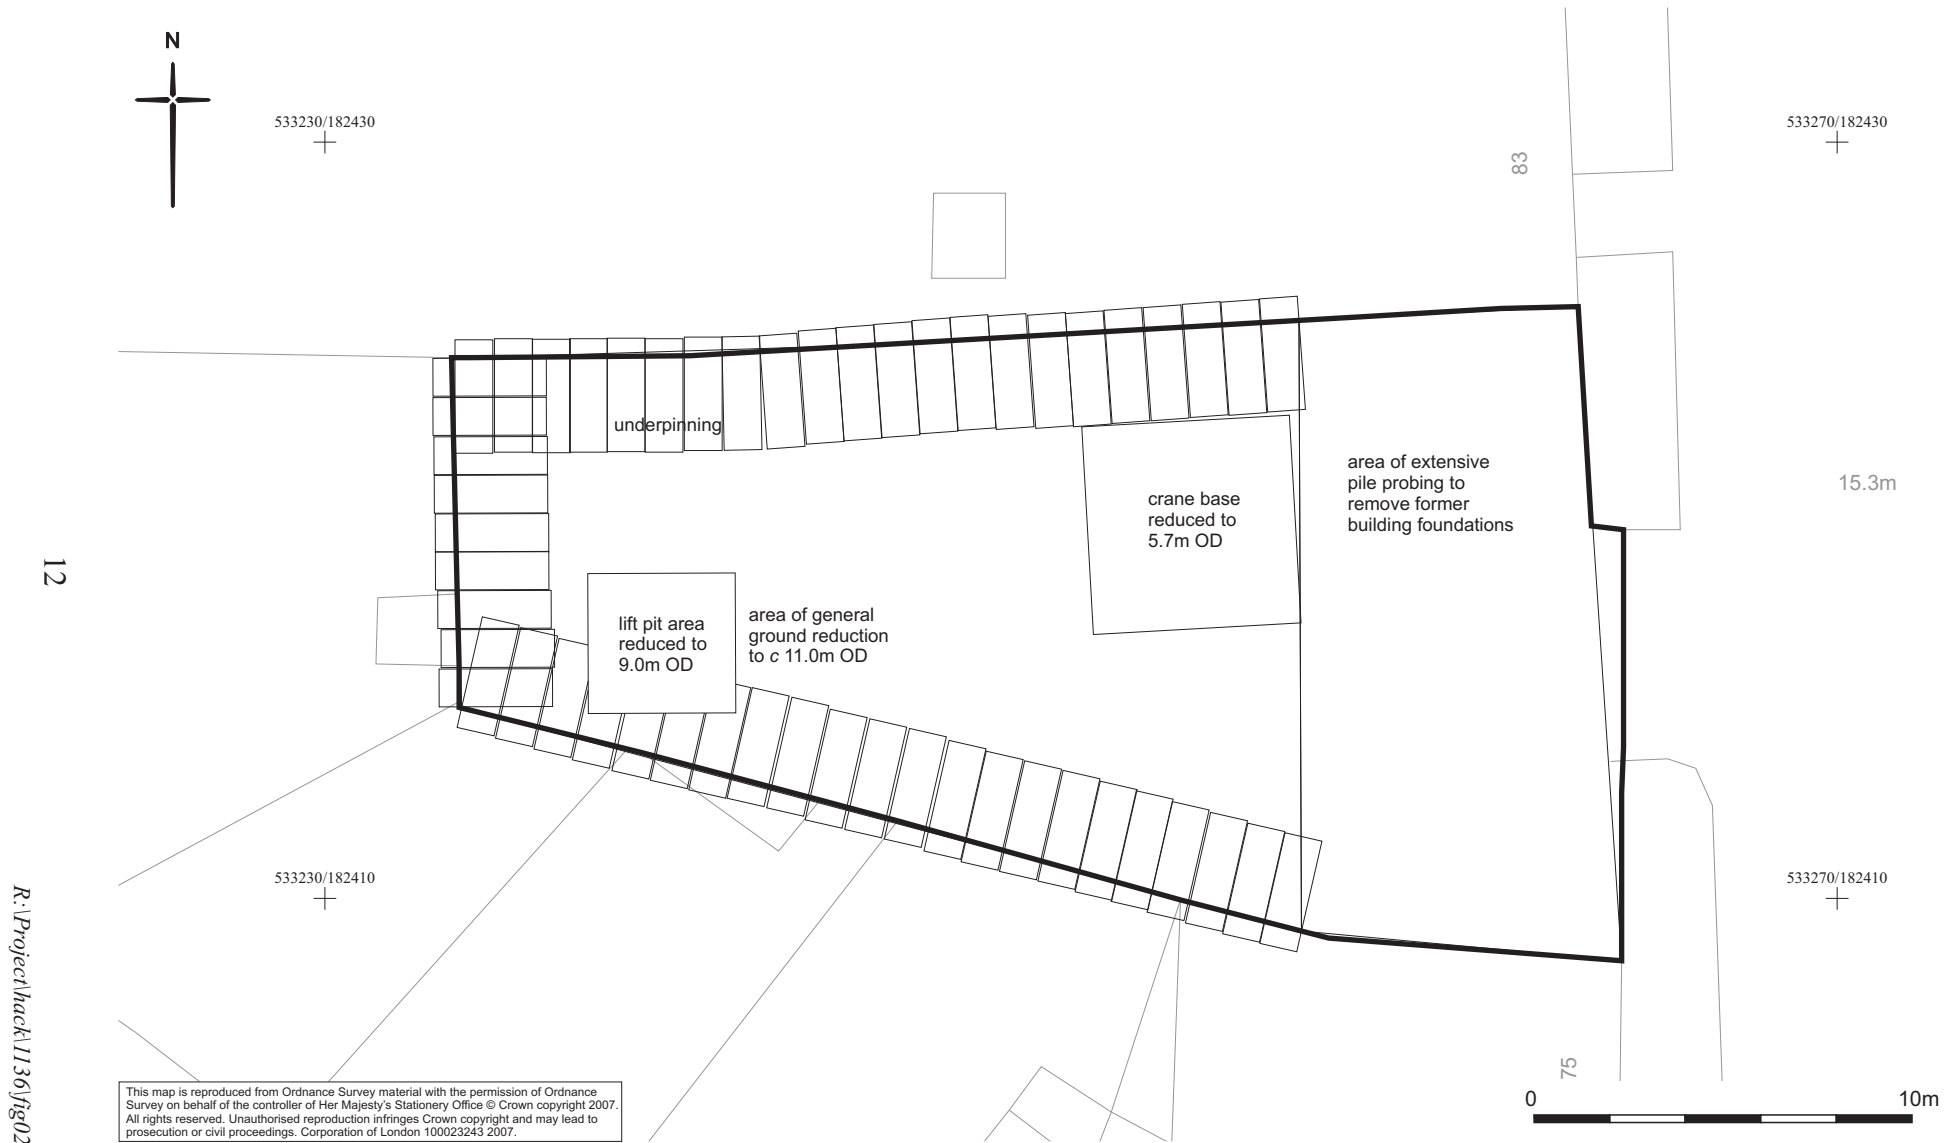 N
533230/182430
533270/182430
83
underpinning
area of extensive
pile probing to
remove former
building foundations
15.3m
crane base
reduced to
5.7m OD
12
lift pit area
reduced to
9.0m OD
area of general
ground reduction
to c 11.0m OD
533230/182410
533270/182410
R:\Project\hack\1136\fig02
75
0 10m
This map is reproduced from Ordnance Survey material with the permission of Ordnance
Survey on behalf of the controller of Her Majesty's Stationery Office © Crown copyright 2007.
All rights reserved. Unauthorised reproduction infringes Crown copyright and may lead to
prosecution or civil proceedings. Corporation of London 100023243 2007.